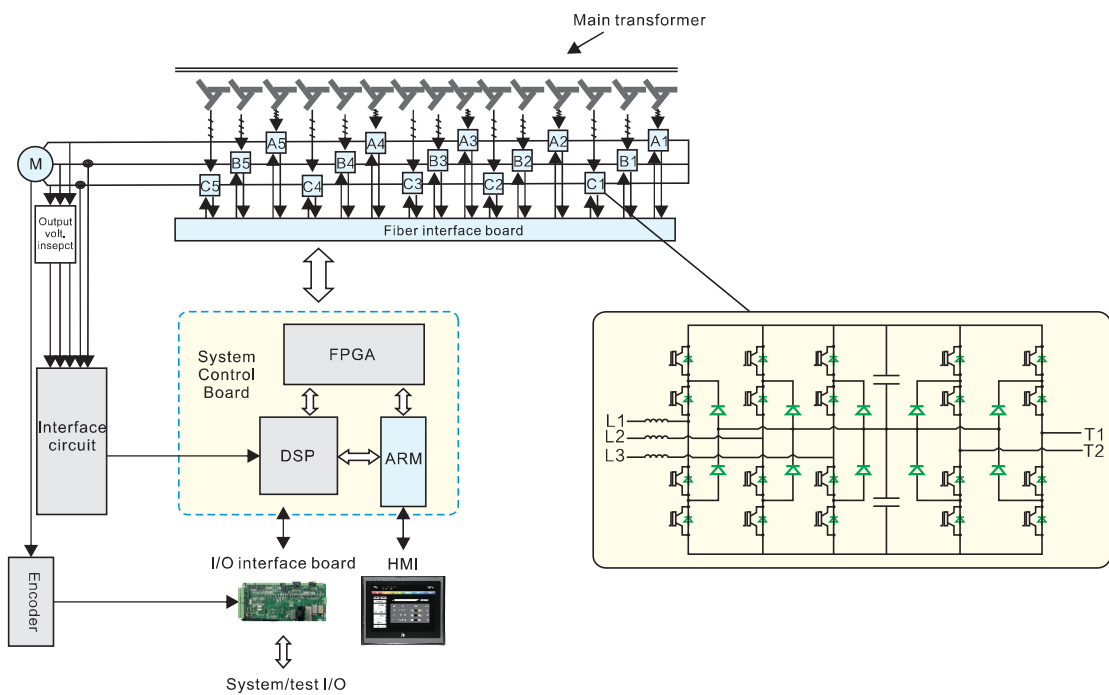 Main transformer
A5
A4
A3
A2
A1
M
B5
B4
B3
B2
B1
C5
C4
C3
C2
C1
Output
volt.
insepct
Fiber interface board
System
Control
Board
FPGA
Interface
circuit
DSP
ARM
L1
L2
L3
T1
T2
I/O interface board
HMI
Encoder
System/test I/O